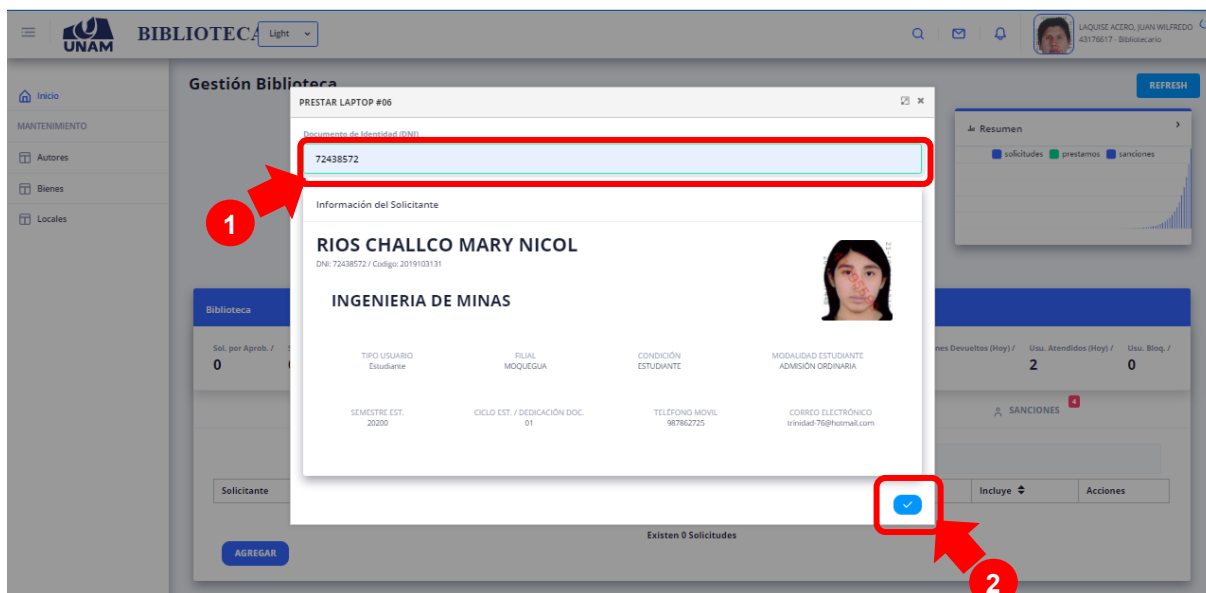 UNAM
BIBLIOTECA
Light
LAQUISE ACERO, JUAN WILFREDO
43176617 - Bibliotecario
Inicio
MANTENIMIENTO
Autores
Bienes
Locales
Gestión Biblioteca
REFRESH
PRESTAR LAPTOP #06
Documento de Identidad (DNI)
72438572
1
Información del Solicitante
RIOS CHALLCO MARY NICOL
DNI: 72438572 / Codigo: 2019103131
INGENIERIA DE MINAS
TIPO USUARIO
Estudiante
FILIAL
MOQUEGUA
CONDICIÓN
ESTUDIANTE
MODALIDAD ESTUDIANTE
ADMISIÓN ORDINARIA
SEMESTRE EST.
20200
CICLO EST. / DEDICACIÓN DOC.
01
TELÉFONO MOVIL
987862725
CORREO ELECTRÓNICO
trinidad-76@hotmail.com
2
Resumen
solicitudes prestamos sanciones
Biblioteca
Sol. por Aprob. /
0
nes Devueltos (Hoy) /
Usu. Atendidos (Hoy) /
2
Usu. Bloq. /
0
SANCIONES
4
Solicitante
Incluye
Acciones
Existen 0 Solicitudes
AGREGAR